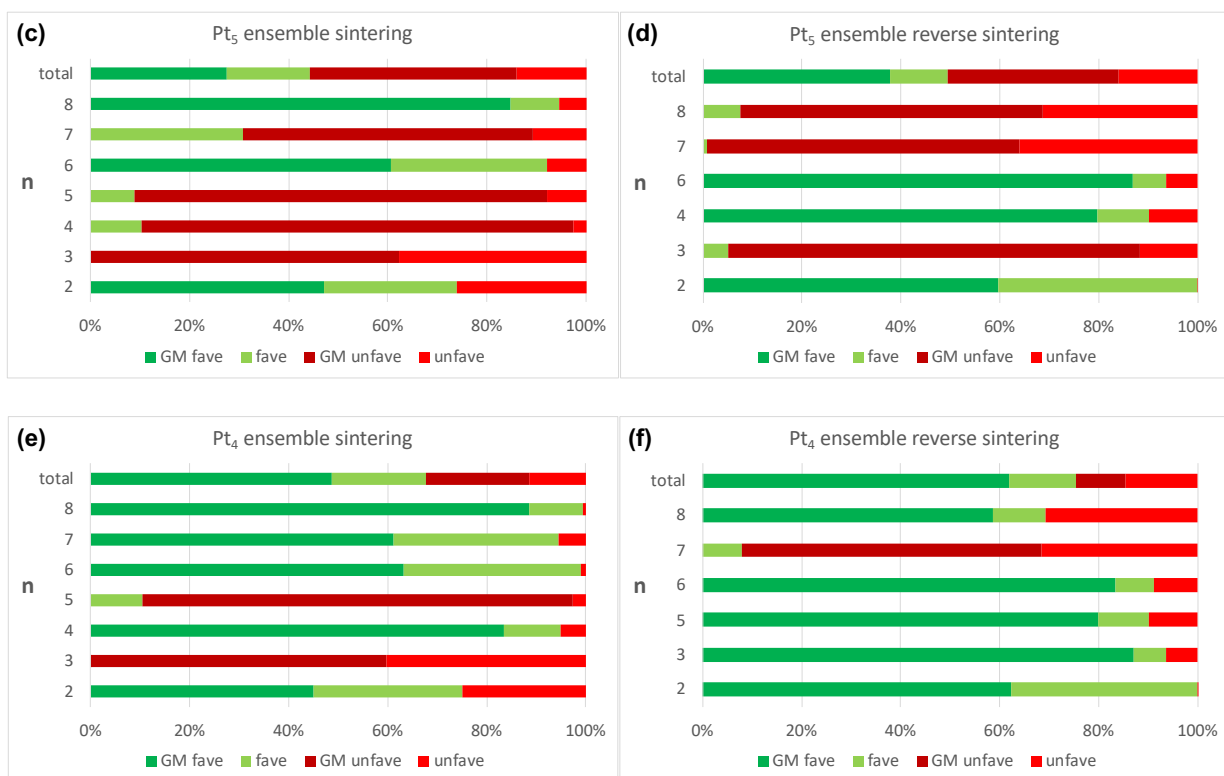 (c) Pt₅ ensemble sintering
total
8
7
6
n
5
4
3
2
0% 20% 40% 60% 80% 100%
GM fave fave GM unfave unfave
(d) Pt₅ ensemble reverse sintering
total
8
7
6
n
4
3
2
0% 20% 40% 60% 80% 100%
GM fave fave GM unfave unfave
(e) Pt₄ ensemble sintering
total
8
7
6
n
5
4
3
2
0% 20% 40% 60% 80% 100%
GM fave fave GM unfave unfave
(f) Pt₄ ensemble reverse sintering
total
8
7
6
n
5
3
2
0% 20% 40% 60% 80% 100%
GM fave fave GM unfave unfave